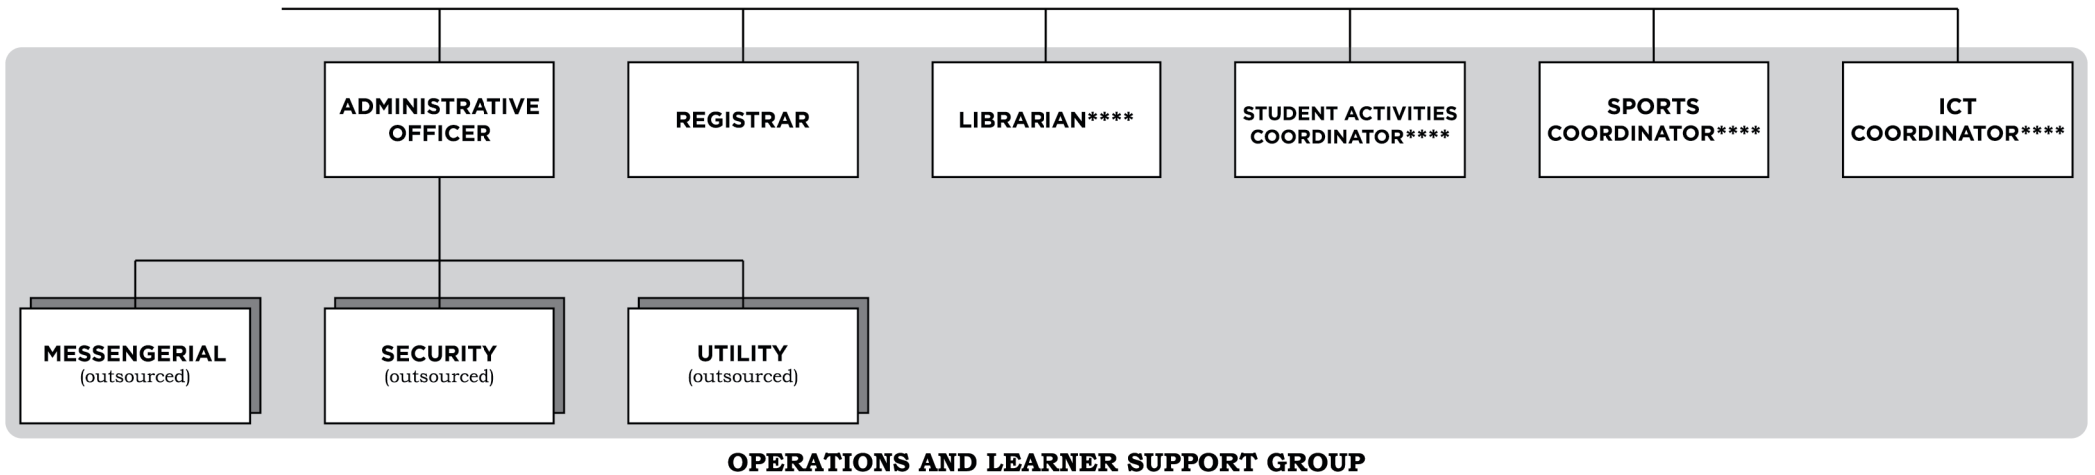 ADMINISTRATIVE
OFFICER
REGISTRAR
LIBRARIAN****
STUDENT ACTIVITIES
COORDINATOR****
SPORTS
COORDINATOR****
ICT
COORDINATOR****
MESSENGERIAL
(outsourced)
SECURITY
(outsourced)
UTILITY
(outsourced)
OPERATIONS AND LEARNER SUPPORT GROUP